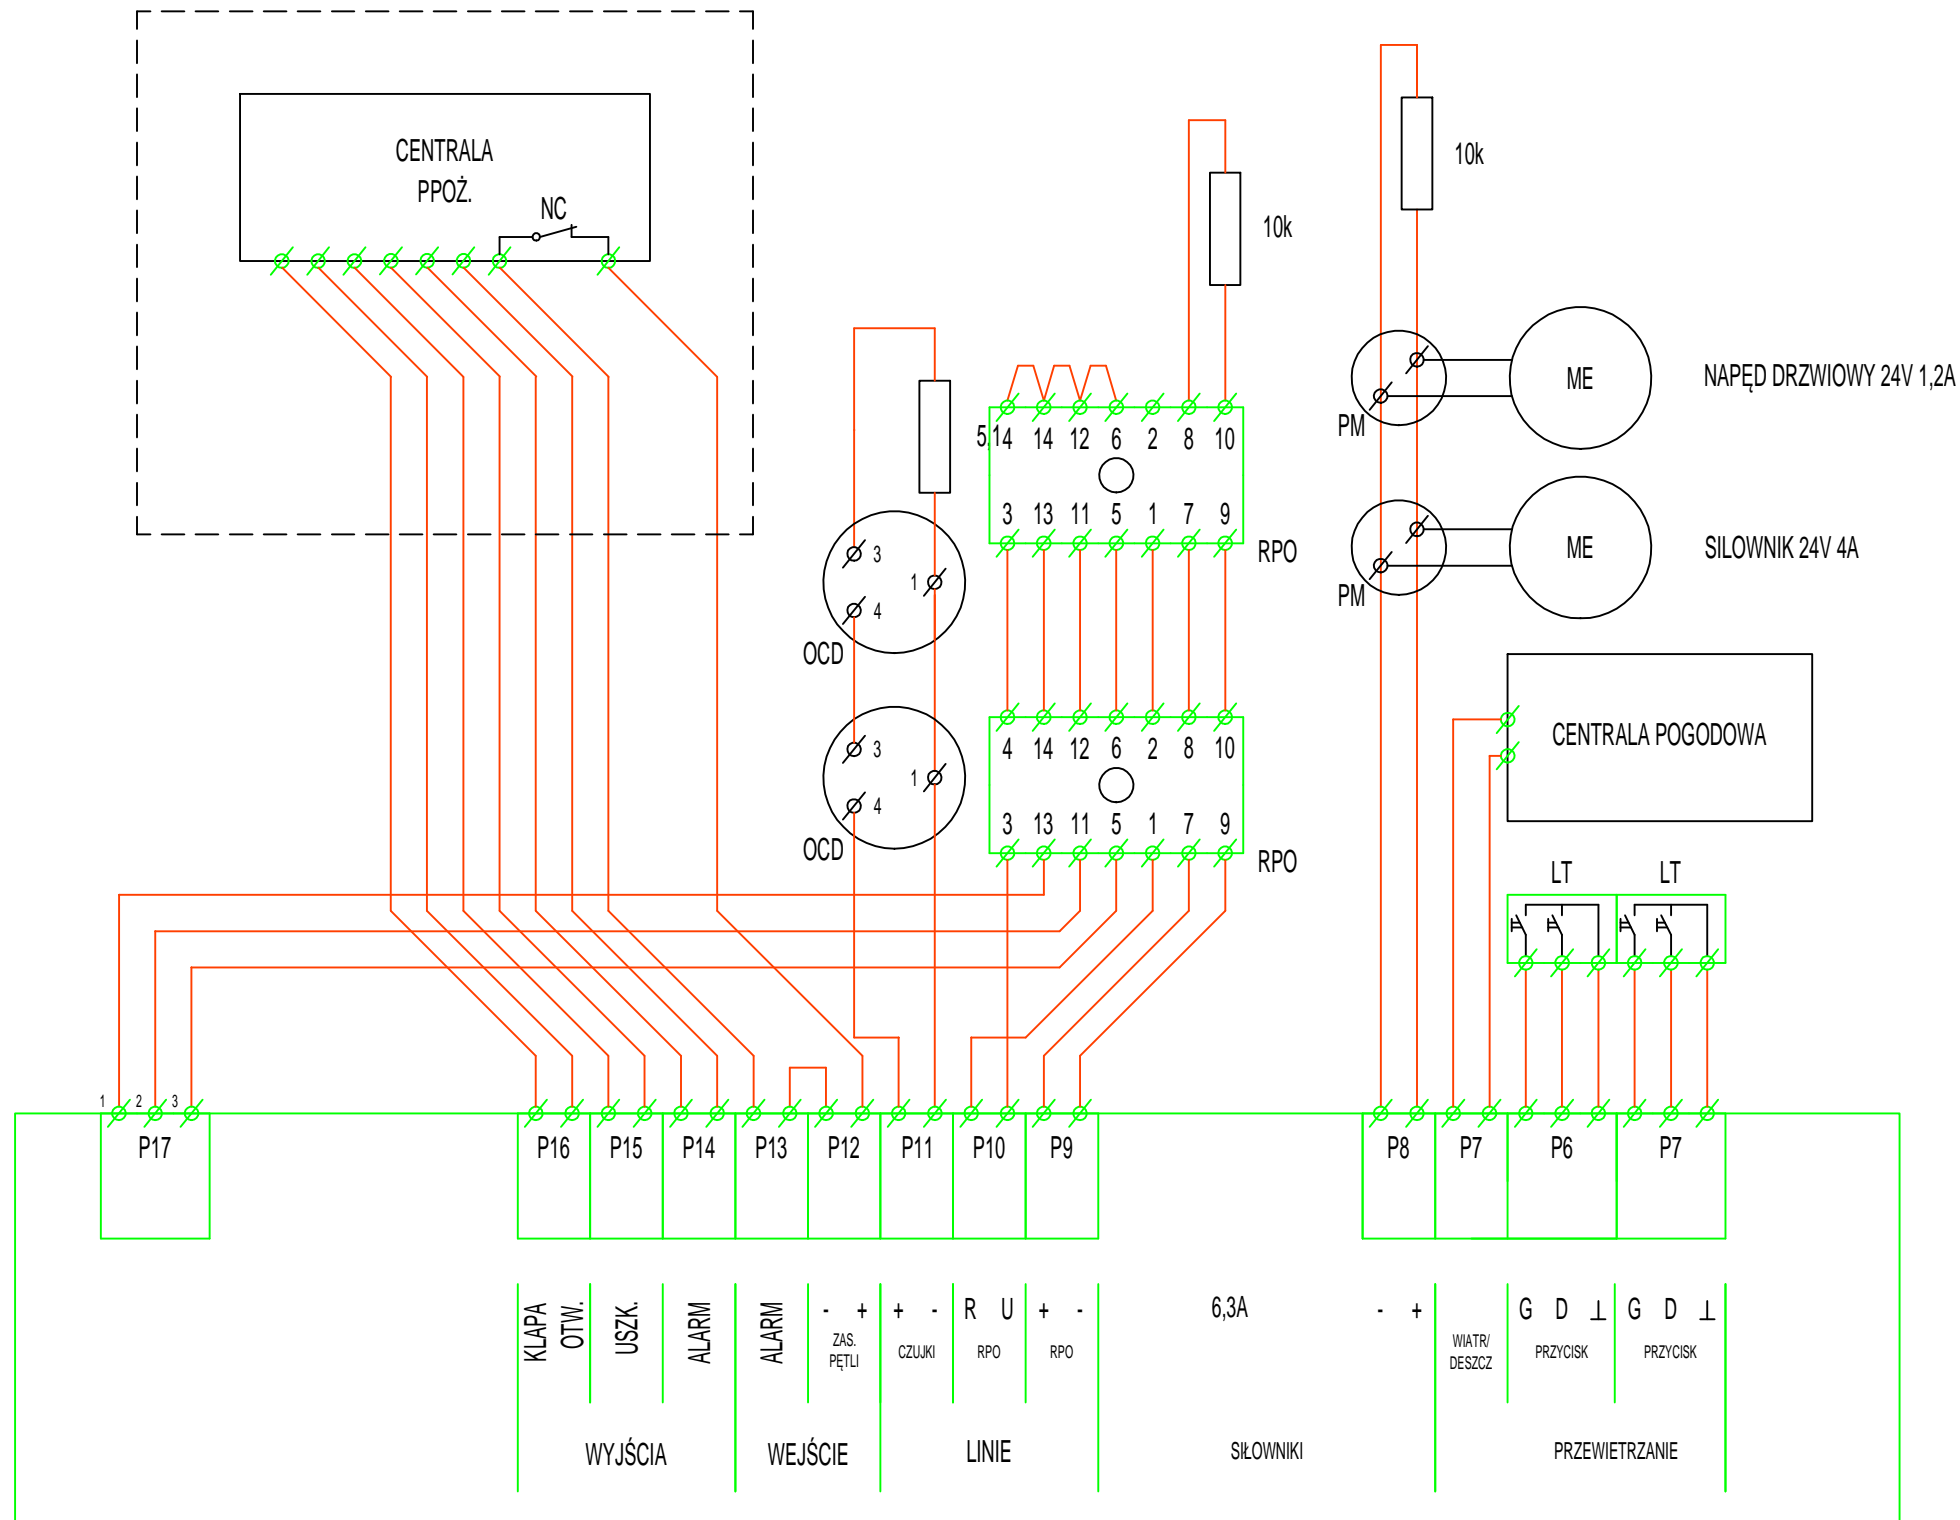 CENTRALA
PPOŻ.
NC
10k
10k
ME
NAPĘD DRZWIOWY 24V 1,2A
PM
5,1
4 14 12 6 2 8 10
3 13 11 5 1 7 9
RPO
ME
SILOWNIK 24V 4A
PM
3
1
4
OCD
CENTRALA POGODOWA
3
1
4
OCD
4 14 12 6 2 8 10
3 13 11 5 1 7 9
RPO
LT LT
1 2 3
P17 P16 P15 P14 P13 P12 P11 P10 P9 P8 P7 P6 P7
KLAPA
OTW.
USZK.
ALARM
ALARM
- +
ZAS.
PĘTLI
+ -
CZUJKI
R U
RPO
+ -
RPO
6,3A
- +
WIATR/
DESZCZ
G D ⊥
PRZYCISK
G D ⊥
PRZYCISK
WYJŚCIA WEJŚCIE LINIE SIŁOWNIKI PRZEWIETRZANIE